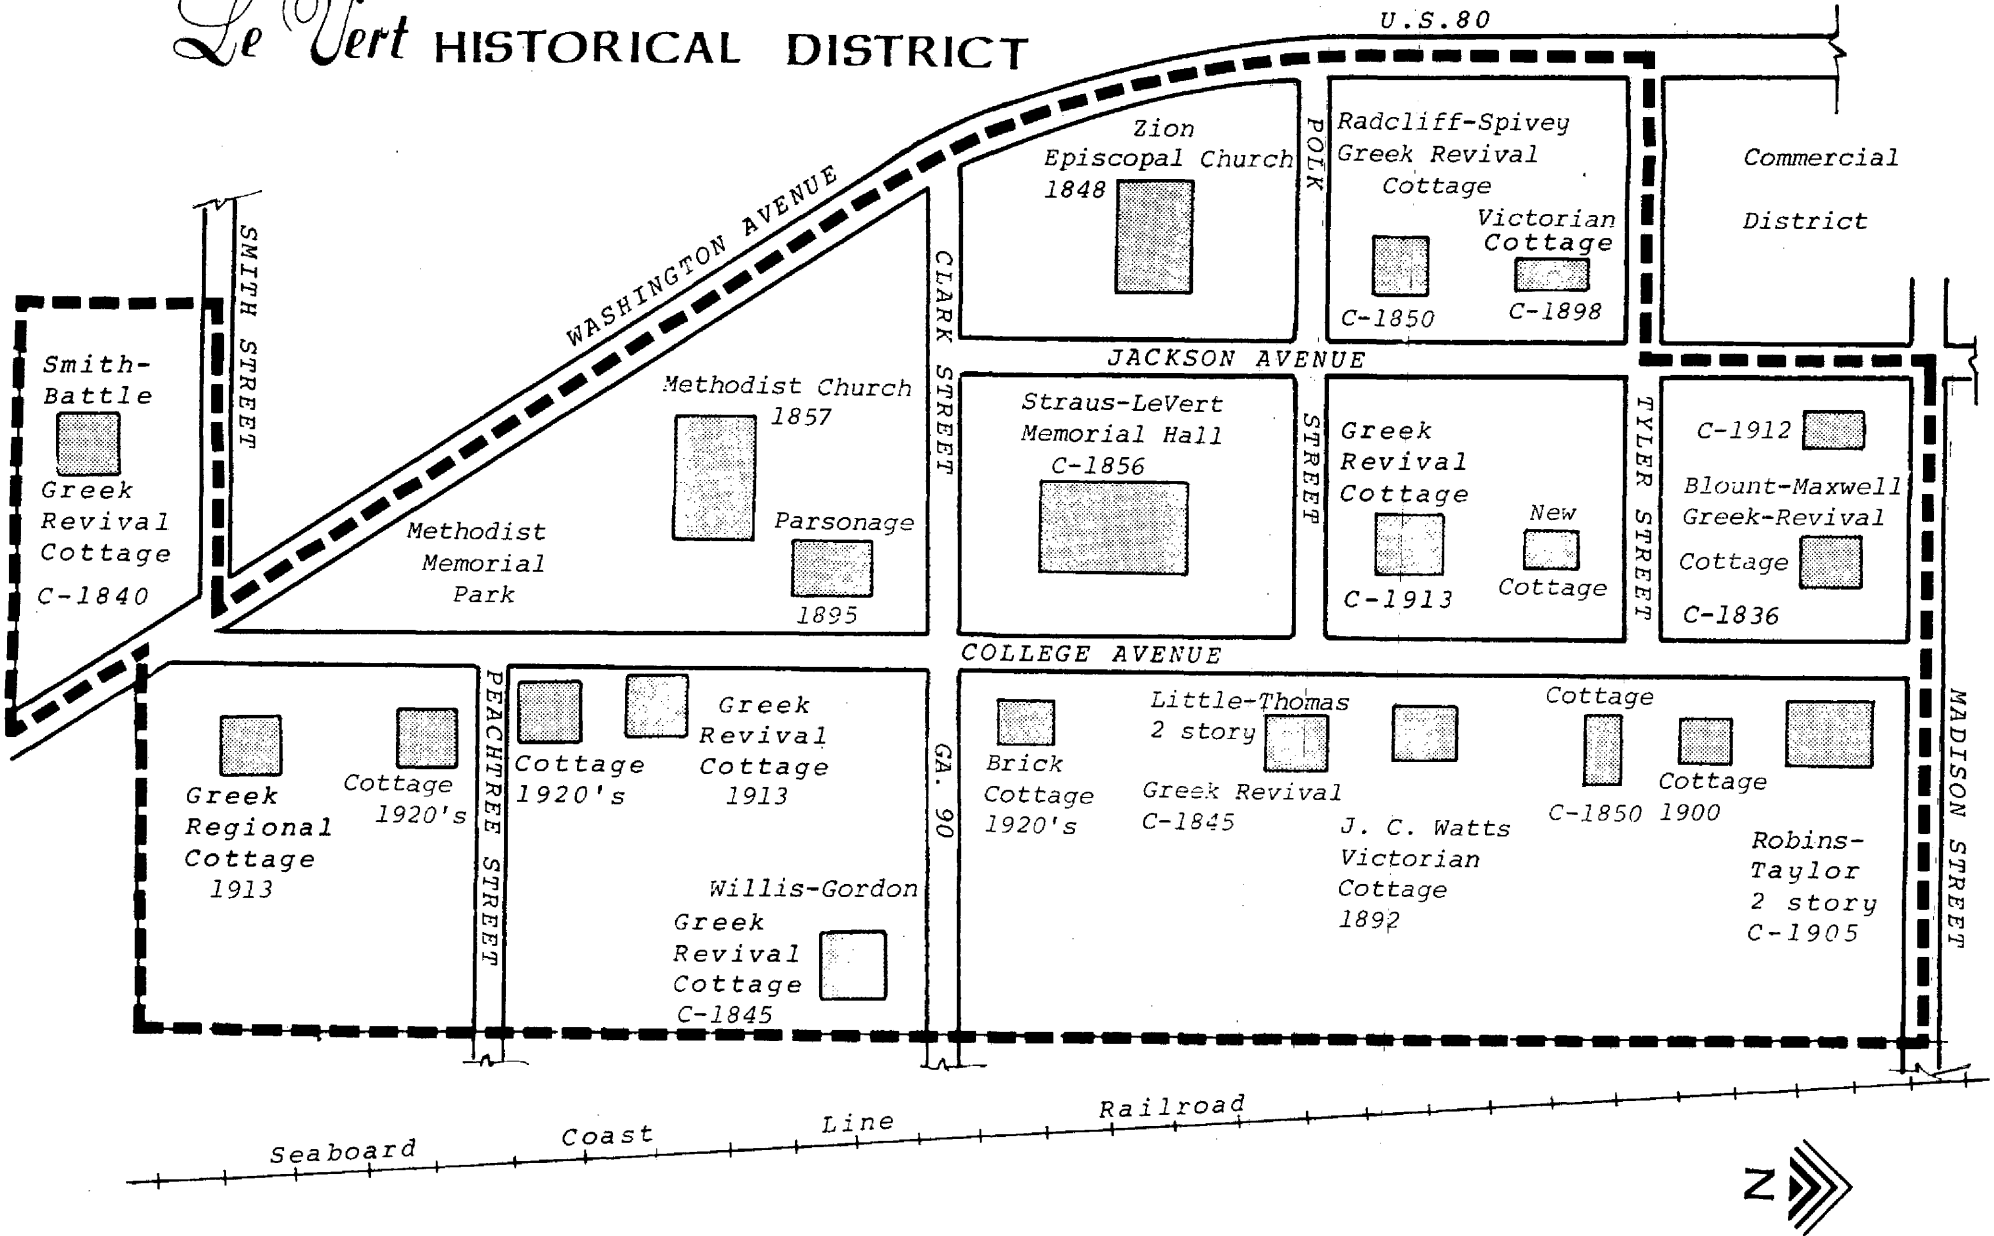 Le Vert HISTORICAL DISTRICT
U.S.80
WASHINGTON AVENUE
SMITH STREET
Smith-
Battle
Greek
Revival
Cottage
C-1840
Zion
Episcopal Church
1848
POLK
STREET
Radcliff-Spivey
Greek Revival
Cottage
C-1850
Victorian
Cottage
C-1898
Commercial
District
CLARK STREET
JACKSON AVENUE
Methodist Church
1857
Methodist
Memorial
Park
Parsonage
1895
Straus-LeVert
Memorial Hall
C-1856
Greek
Revival
Cottage
C-1913
New
Cottage
TYLER STREET
C-1912
Blount-Maxwell
Greek-Revival
Cottage
C-1836
COLLEGE AVENUE
Greek
Regional
Cottage
1913
Cottage
1920's
PEACHTREE STREET
Cottage
1920's
Greek
Revival
Cottage
1913
Willis-Gordon
Greek
Revival
Cottage
C-1845
GA. 90
Brick
Cottage
1920's
Little-Thomas
2 story
Greek Revival
C-1845
J. C. Watts
Victorian
Cottage
1892
Cottage
C-1850
Cottage
1900
Robins-
Taylor
2 story
C-1905
MADISON STREET
Seaboard Coast Line Railroad
N